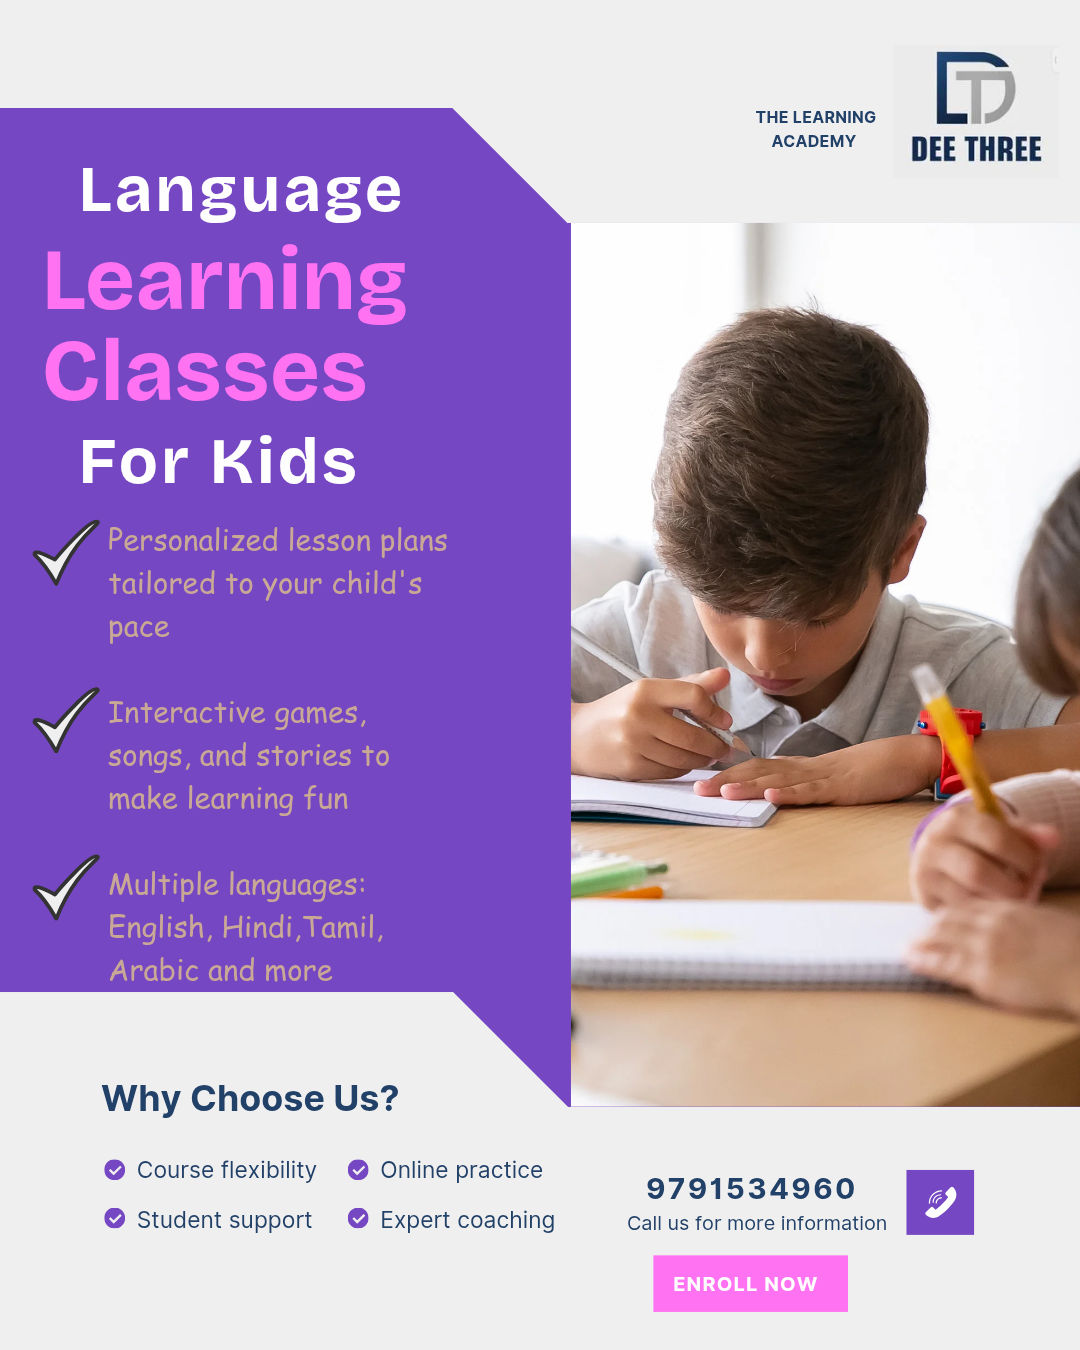 THE LEARNING
ACADEMY
DEE THREE
Language
Learning
Classes
For Kids
Personalized lesson plans
tailored to your child's
pace
Interactive games,
songs, and stories to
make learning fun
Multiple languages:
English, Hindi,Tamil,
Arabic and more
Why Choose Us?
Course flexibility
Online practice
Student support
Expert coaching
9791534960
Call us for more information
ENROLL NOW